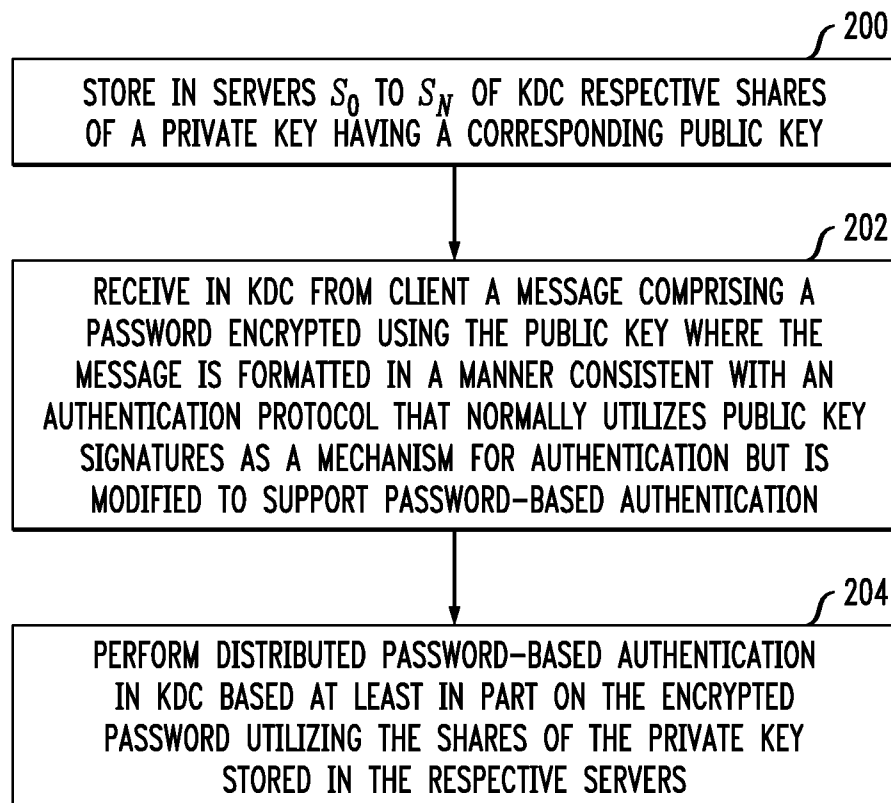 200
STORE IN SERVERS S_0 TO S_N OF KDC RESPECTIVE SHARES
OF A PRIVATE KEY HAVING A CORRESPONDING PUBLIC KEY
202
RECEIVE IN KDC FROM CLIENT A MESSAGE COMPRISING A
PASSWORD ENCRYPTED USING THE PUBLIC KEY WHERE THE
MESSAGE IS FORMATTED IN A MANNER CONSISTENT WITH AN
AUTHENTICATION PROTOCOL THAT NORMALLY UTILIZES PUBLIC KEY
SIGNATURES AS A MECHANISM FOR AUTHENTICATION BUT IS
MODIFIED TO SUPPORT PASSWORD-BASED AUTHENTICATION
204
PERFORM DISTRIBUTED PASSWORD-BASED AUTHENTICATION
IN KDC BASED AT LEAST IN PART ON THE ENCRYPTED
PASSWORD UTILIZING THE SHARES OF THE PRIVATE KEY
STORED IN THE RESPECTIVE SERVERS